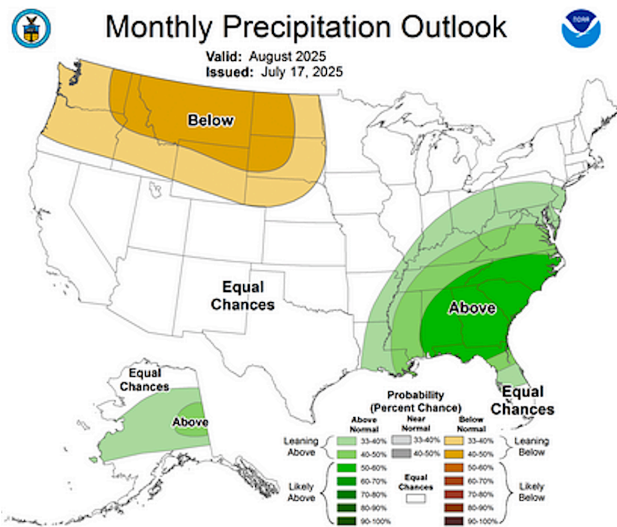 Monthly Precipitation Outlook
Valid: August 2025
Issued: July 17, 2025
NOAA
Below
Equal
Chances
Above
Equal
Chances
Equal
Chances
Above
Probability
(Percent Chance)
Above
Normal
Near
Normal
Below
Normal
Leaning
Above
33-40%
40-50%
33-40%
40-50%
33-40%
40-50%
Leaning
Below
Likely
Above
50-60%
60-70%
70-80%
80-90%
90-100%
Equal
Chances
50-60%
60-70%
70-80%
80-90%
90-100%
Likely
Below